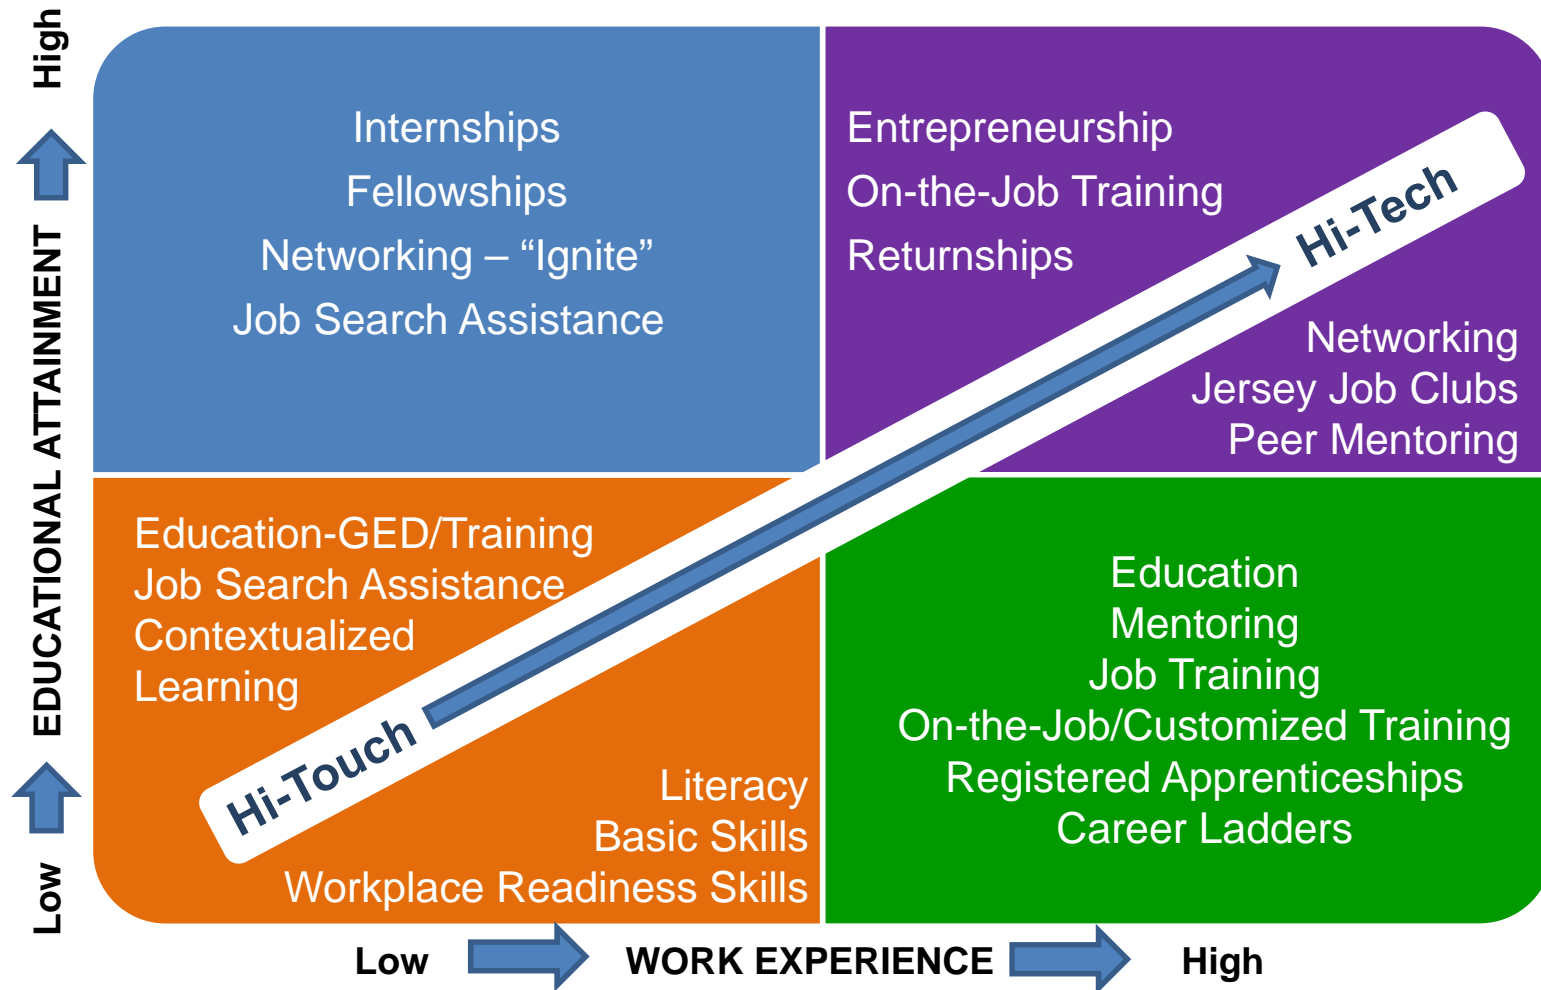 High
EDUCATIONAL ATTAINMENT
Low
Internships
Fellowships
Networking – “Ignite”
Job Search Assistance
Entrepreneurship
On-the-Job Training
Returnships
Hi-Tech
Networking
Jersey Job Clubs
Peer Mentoring
Education-GED/Training
Job Search Assistance
Contextualized
Learning
Hi-Touch
Literacy
Basic Skills
Workplace Readiness Skills
Education
Mentoring
Job Training
On-the-Job/Customized Training
Registered Apprenticeships
Career Ladders
Low
WORK EXPERIENCE
High